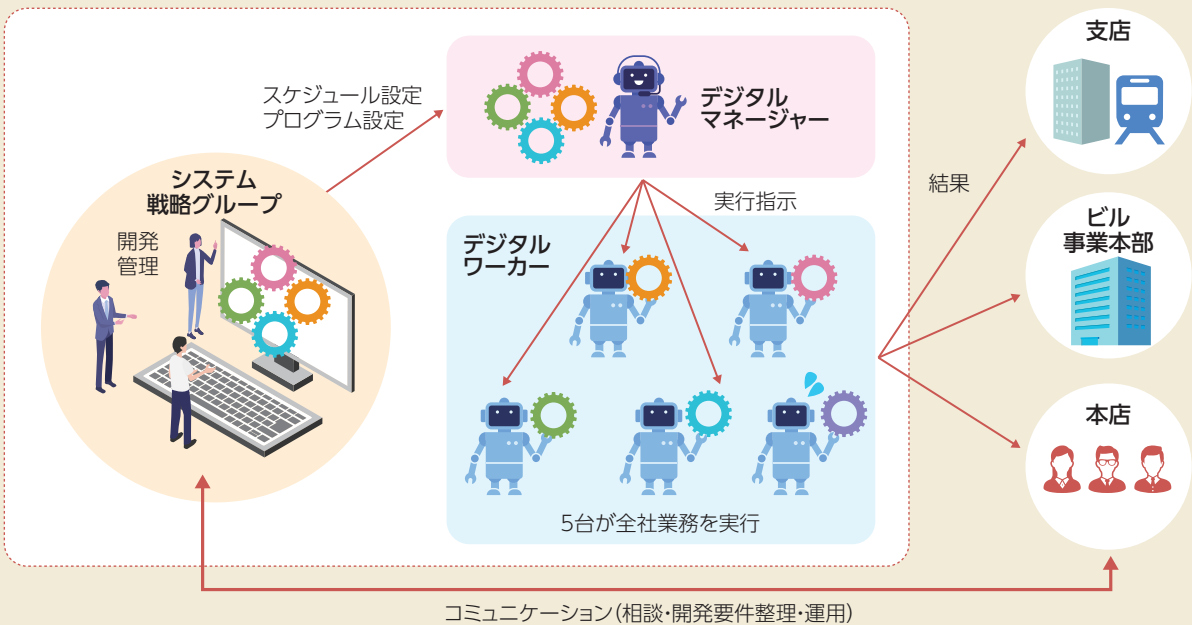 スケジュール設定
プログラム設定
デジタル
マネージャー
システム
戦略グループ
開発
管理
実行指示
デジタル
ワーカー
5台が全社業務を実行
結果
支店
ビル
事業本部
本店
コミュニケーション(相談・開発要件整理・運用)